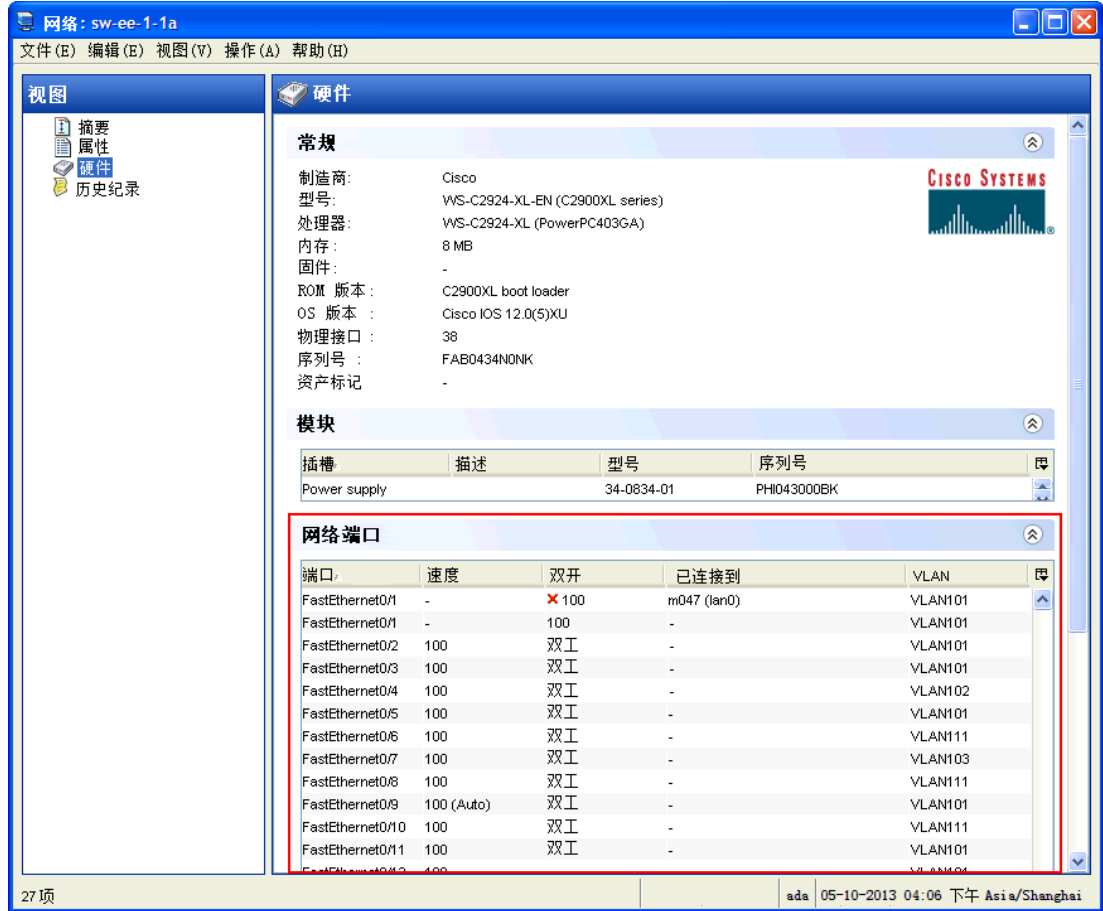 网络: sw-ee-1-1a
文件(E) 编辑(E) 视图(V) 操作(A) 帮助(H)
视图
摘要
属性
硬件
历史纪录
硬件
常规
制造商: Cisco
型号: WS-C2924-XL-EN (C2900XL series)
处理器: WS-C2924-XL (PowerPC403GA)
内存: 8 MB
固件: -
ROM 版本: C2900XL boot loader
OS 版本 : Cisco IOS 12.0(5)XU
物理接口 : 38
序列号 : FAB0434N0NK
资产标记 -
CISCO SYSTEMS
模块
插槽 描述 型号 序列号
Power supply 34-0834-01 PHI043000BK
网络端口
端口 速度 双开 已连接到 VLAN
FastEthernet0/1 - 100 m047 (lan0) VLAN101
FastEthernet0/1 - 100 - VLAN101
FastEthernet0/2 100 双工 - VLAN101
FastEthernet0/3 100 双工 - VLAN101
FastEthernet0/4 100 双工 - VLAN102
FastEthernet0/5 100 双工 - VLAN101
FastEthernet0/6 100 双工 - VLAN111
FastEthernet0/7 100 双工 - VLAN103
FastEthernet0/8 100 双工 - VLAN111
FastEthernet0/9 100 (Auto) 双工 - VLAN101
FastEthernet0/10 100 双工 - VLAN111
FastEthernet0/11 100 双工 - VLAN101
27项
ada 05-10-2013 04:06 下午 Asia/Shanghai